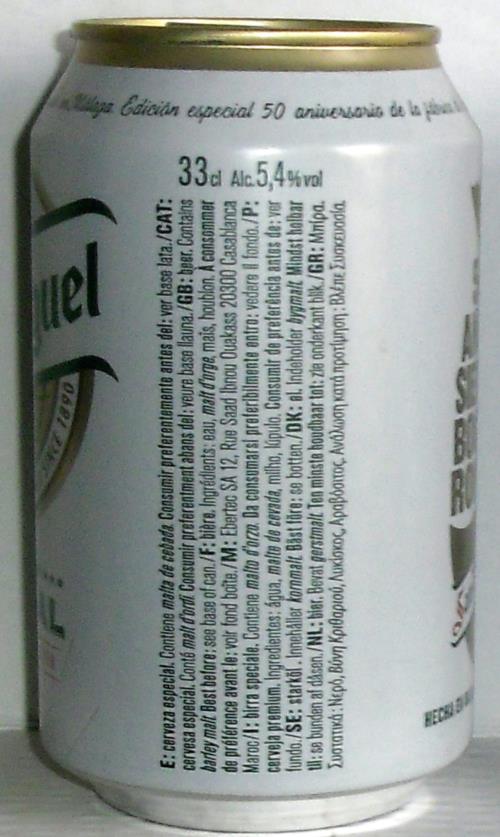 Málaga. Edición especial 50 aniversario de la fábrica
33cl Alc. 5,4%vol
E: cerveza especial. Contiene malta de cebada. Consumir preferentemente antes del: ver base lata./CAT:
cervesa especial. Conté malt d'ordi. Consumir preferentment abans del: veure base llauna./GB: beer. Contains
barley malt. Best before: see base of can./F: bière. Ingrédients: eau, malt d'orge, maïs, houblon. A consommer
de préférence avant le: voir fond boîte./M: Ebertec SA 12, Rue Saad Ibnou Ouakass 20300 Casablanca
Maroc/I: birra speciale. Contiene malto d'orzo. Da consumarsi preferibilmente entro: vedere il fondo./P:
cerveja premium. Ingredientes: água, malte de cevada, milho, lúpulo. Consumir de preferência antes de: ver
fundo./SE: starköl. Innehåller kornmalt. Bäst före: se botten./DK: øl. Indeholder bygmalt. Mindst holbar
til: se bunden af dåsen./NL: bier. Bevat gerstmalt. Ten minste houdbaar tot: zie onderkant blik./GR: Μπίρα.
Συστατικά: Νερό, Βύνη Κριθαριού, Λυκίσκος, Αραβόσιτος. Ανάλωση κατά προτίμηση: Βλέπε Συσκευασία.
guel
SINCE 1890
AL
HECHA EN